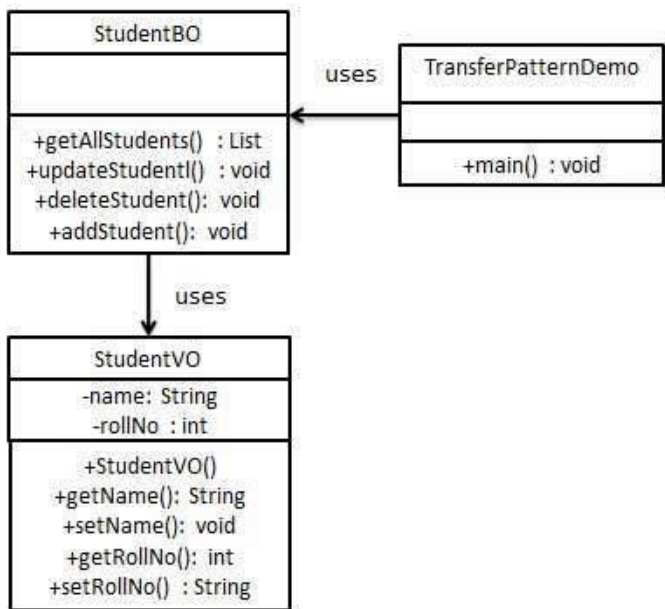 StudentBO
+getAllStudents() : List
+updateStudentl() : void
+deleteStudent(): void
+addStudent(): void
uses
TransferPatternDemo
+main() : void
uses
StudentVO
-name: String
-rollNo : int
+StudentVO()
+getName(): String
+setName(): void
+getRollNo(): int
+setRollNo() : String